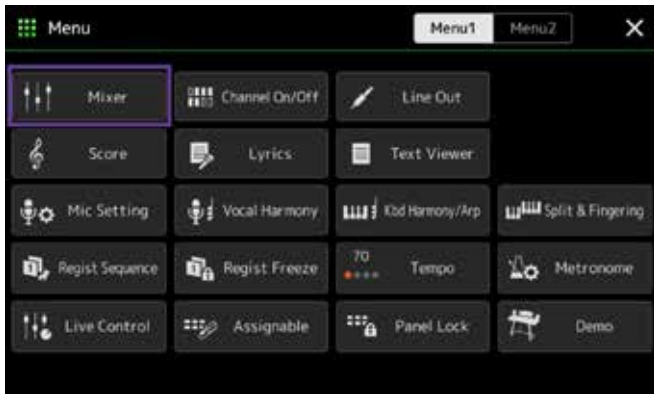 Menu Menu1 Menu2
Mixer Channel On/Off Line Out
Score Lyrics Text Viewer
Mic Setting Vocal Harmony Kbd Harmony/Arp Split & Fingering
Regist Sequence Regist Freeze 70 Tempo Metronome
Live Control Assignable Panel Lock Demo